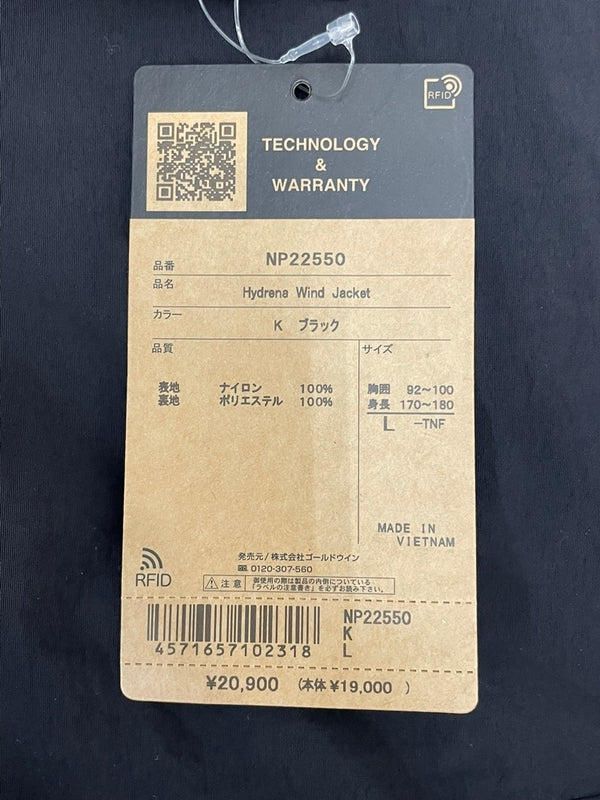 RFID
TECHNOLOGY
&
WARRANTY
品番 NP22550
品名 Hydrena Wind Jacket
カラー K ブラック
品質 サイズ
表地 ナイロン 100% 胸囲 92〜100
裏地 ポリエステル 100% 身長 170〜180
L -TNF
MADE IN
VIETNAM
発売元/株式会社ゴールドウイン
0120-307-560
RFID
注意 御使用の際は製品の内側についている
「ラベルの注意書き」を必ずお読み下さい。
NP22550
K
L
4571657102318
¥20,900 (本体¥19,000 )